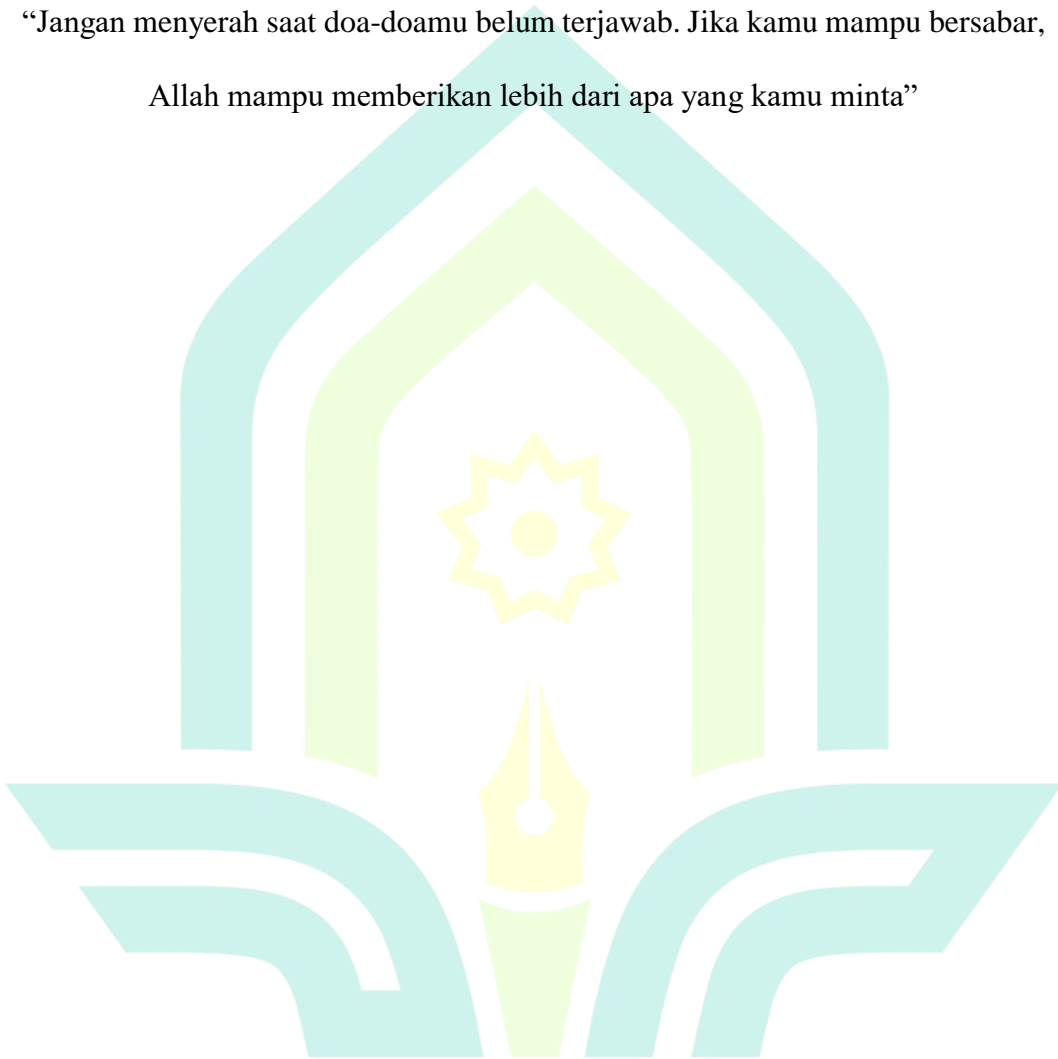 “Jangan menyerah saat doa-doamu belum terjawab. Jika kamu mampu bersabar,
Allah mampu memberikan lebih dari apa yang kamu minta”